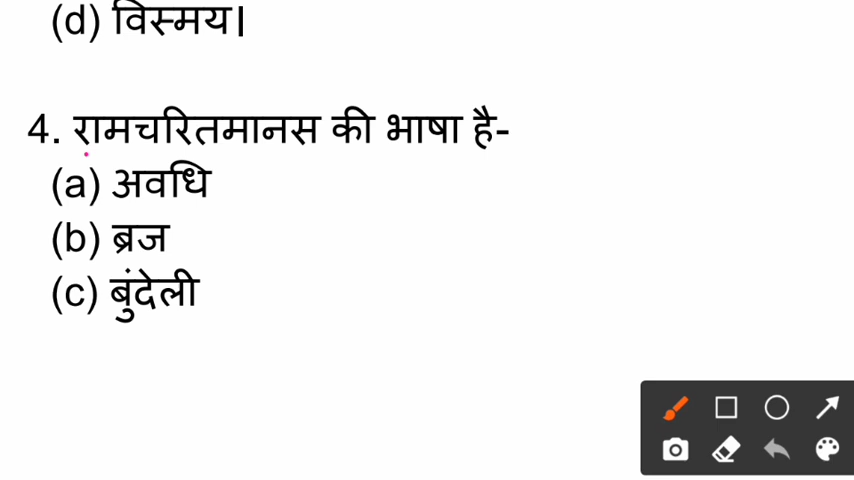 (d) विस्मय।
4. रामचरितमानस की भाषा है-
(a) अवधि
(b) ब्रज
(c) बुंदेली